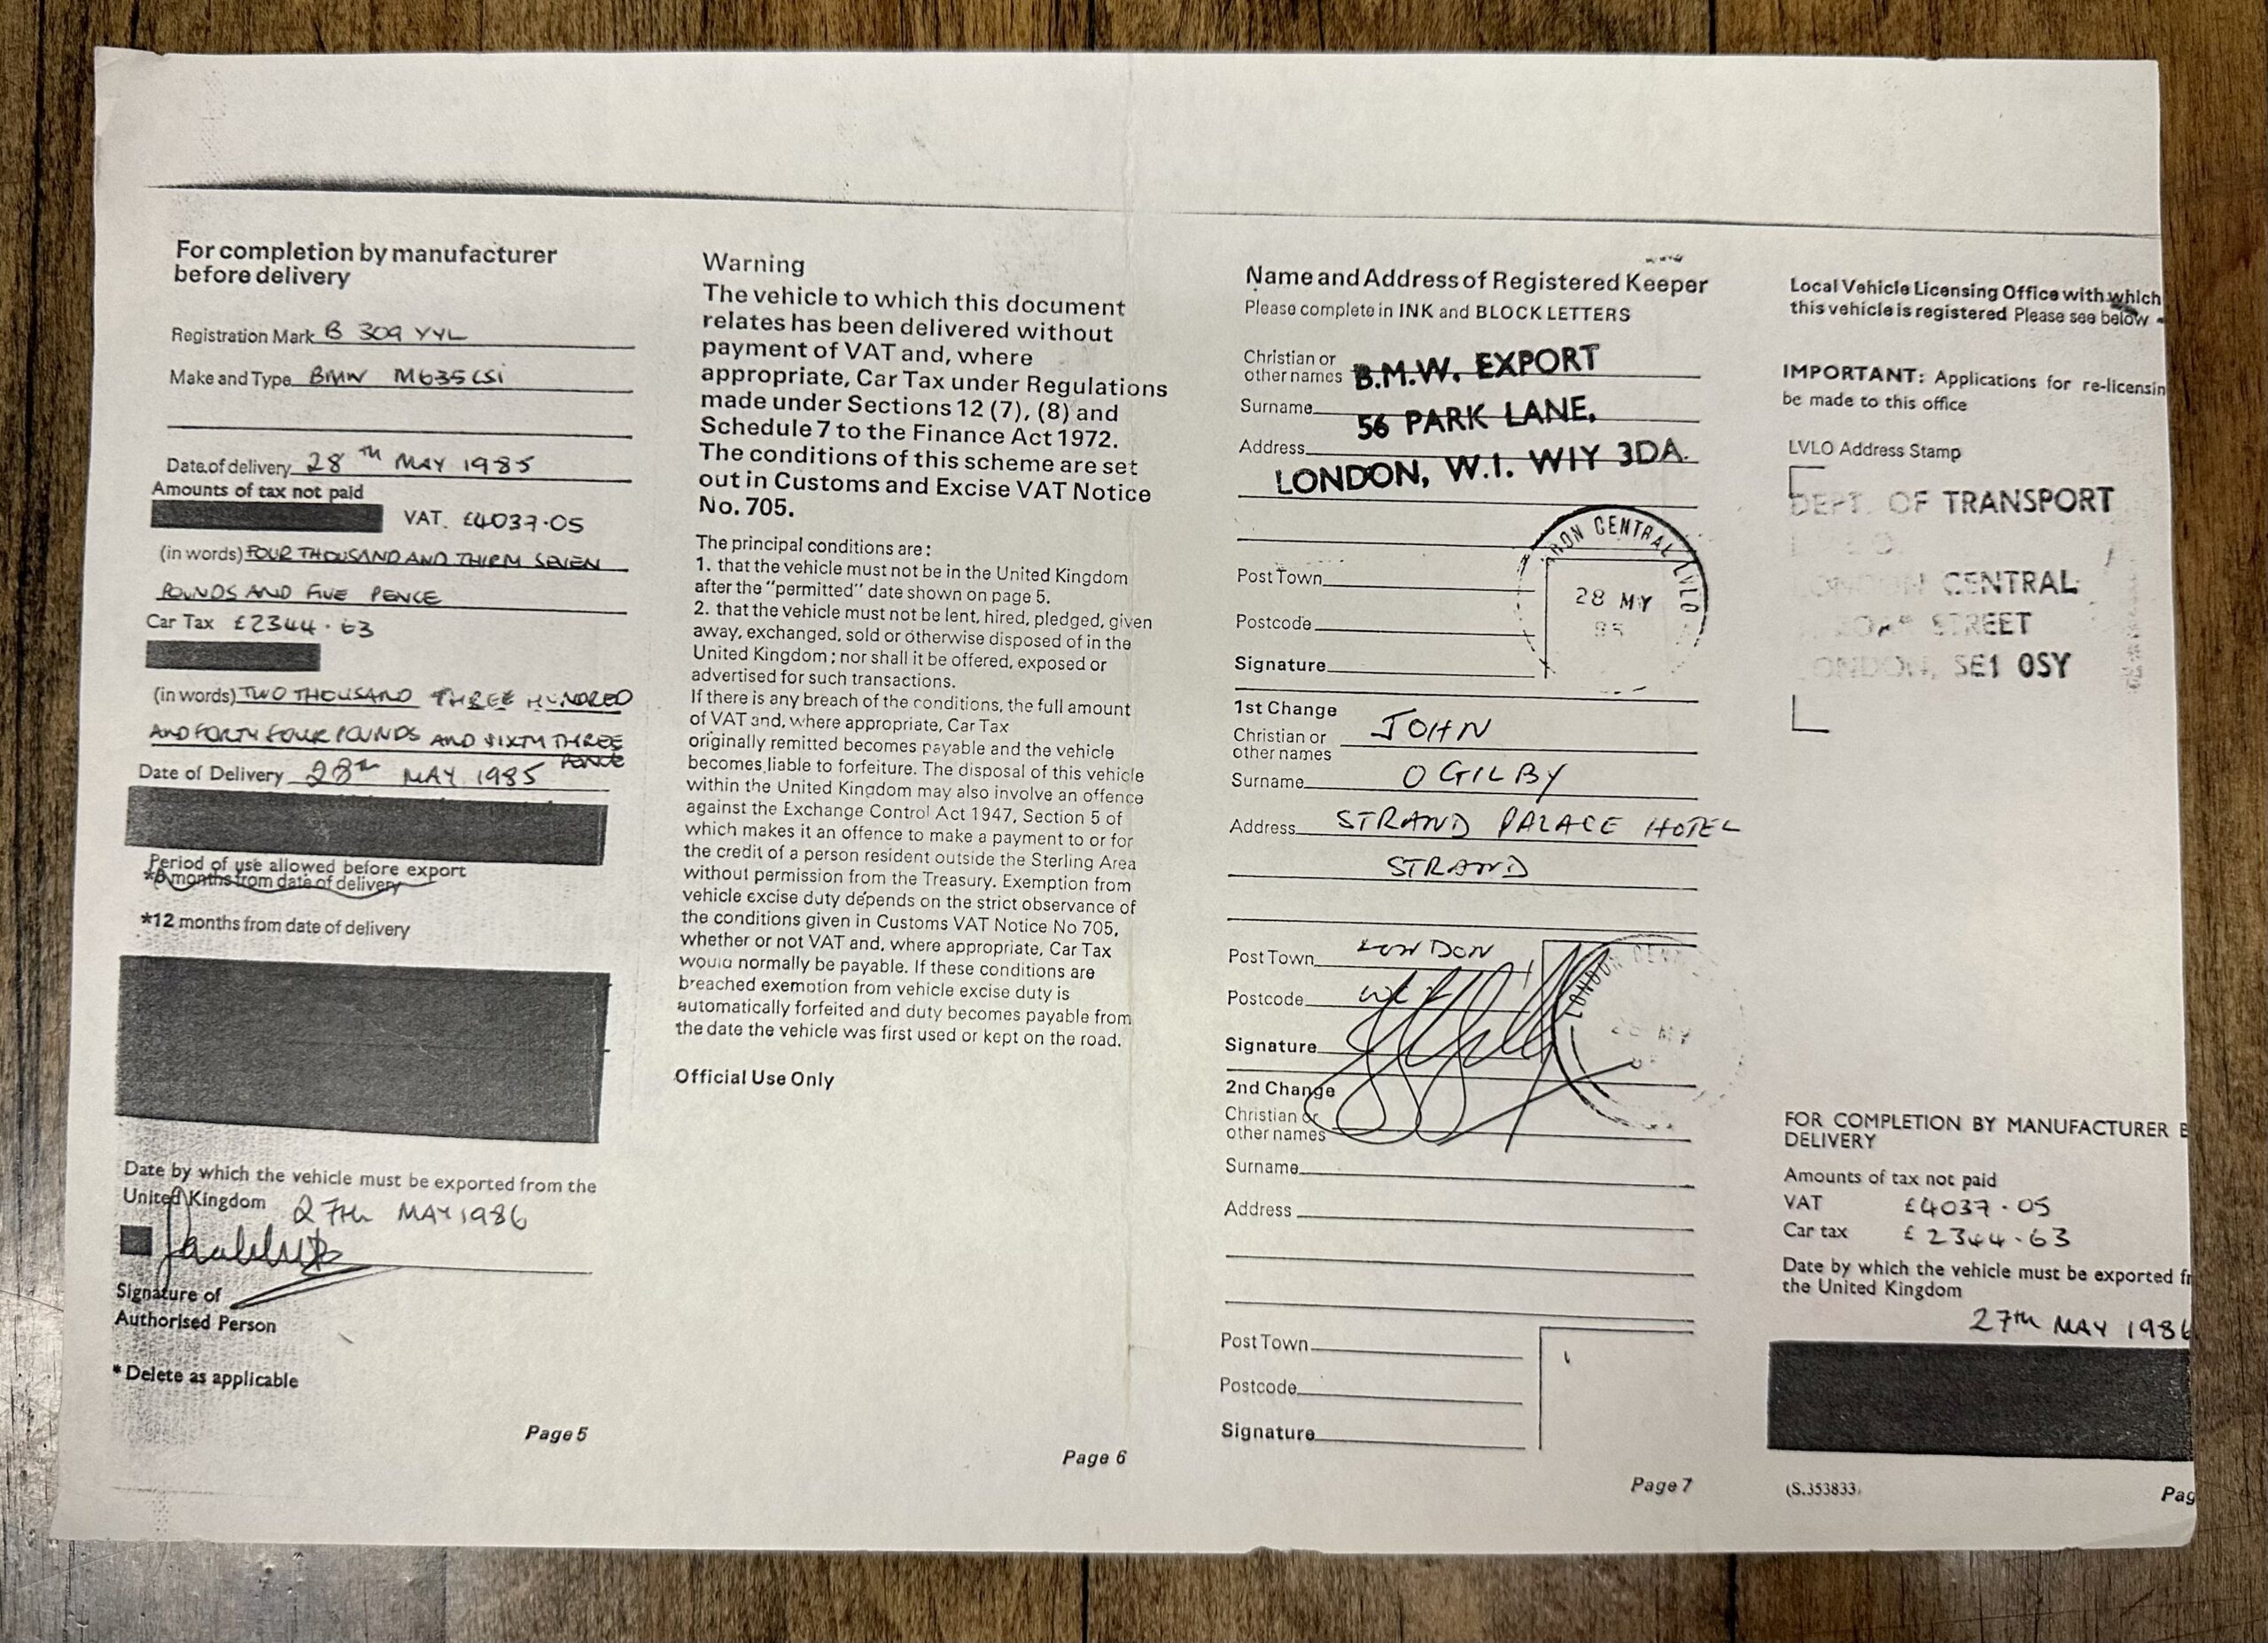 For completion by manufacturer
before delivery
Registration Mark B 309 YYL
Make and Type BMW M635CSi
Date of delivery 28TH MAY 1985
Amounts of tax not paid
VAT. £4037.05
(in words) FOUR THOUSAND AND THIRTY SEVEN
POUNDS AND FIVE PENCE
Car Tax £2344.63
(in words) TWO THOUSAND THREE HUNDRED
AND FORTY FOUR POUNDS AND SIXTY THREE
PENCE
Date of Delivery 28TH MAY 1985
Period of use allowed before export
months from date of delivery
*12 months from date of delivery
Date by which the vehicle must be exported from the
United Kingdom 27TH MAY 1986
Signature of
Authorised Person
* Delete as applicable
Page 5
Warning
The vehicle to which this document
relates has been delivered without
payment of VAT and, where
appropriate, Car Tax under Regulations
made under Sections 12 (7), (8) and
Schedule 7 to the Finance Act 1972.
The conditions of this scheme are set
out in Customs and Excise VAT Notice
No. 705.
The principal conditions are:
1. that the vehicle must not be in the United Kingdom
after the "permitted" date shown on page 5.
2. that the vehicle must not be lent, hired, pledged, given
away, exchanged, sold or otherwise disposed of in the
United Kingdom; nor shall it be offered, exposed or
advertised for such transactions.
If there is any breach of the conditions, the full amount
of VAT and, where appropriate, Car Tax
originally remitted becomes payable and the vehicle
becomes liable to forfeiture. The disposal of this vehicle
within the United Kingdom may also involve an offence
against the Exchange Control Act 1947, Section 5 of
which makes it an offence to make a payment to or for
the credit of a person resident outside the Sterling Area
without permission from the Treasury. Exemption from
vehicle excise duty depends on the strict observance of
the conditions given in Customs VAT Notice No 705,
whether or not VAT and, where appropriate, Car Tax
would normally be payable. If these conditions are
breached exemption from vehicle excise duty is
automatically forfeited and duty becomes payable from
the date the vehicle was first used or kept on the road.
Official Use Only
Page 6
Name and Address of Registered Keeper
Please complete in INK and BLOCK LETTERS
Christian or
other names B.M.W. EXPORT
Surname 56 PARK LANE,
Address LONDON, W.1. W1Y 3DA.
CENTRAL LVLO
28 MY
85
Post Town
Postcode
Signature
1st Change
Christian or
other names JOHN
Surname OGILBY
Address STRAND PALACE HOTEL
STRAND
Post Town LONDON
Postcode
LONDON
28 MY
Signature
2nd Change
Christian or
other names
Surname
Address
Post Town
Postcode
Signature
Page 7
Local Vehicle Licensing Office with which
this vehicle is registered Please see below
IMPORTANT: Applications for re-licensin
be made to this office
LVLO Address Stamp
DEPT. OF TRANSPORT
LONDON CENTRAL
STREET
LONDON, SE1 0SY
FOR COMPLETION BY MANUFACTURER B
DELIVERY
Amounts of tax not paid
VAT £4037.05
Car tax £2344.63
Date by which the vehicle must be exported fr
the United Kingdom
27th MAY 1986
(S.353833)
Pag